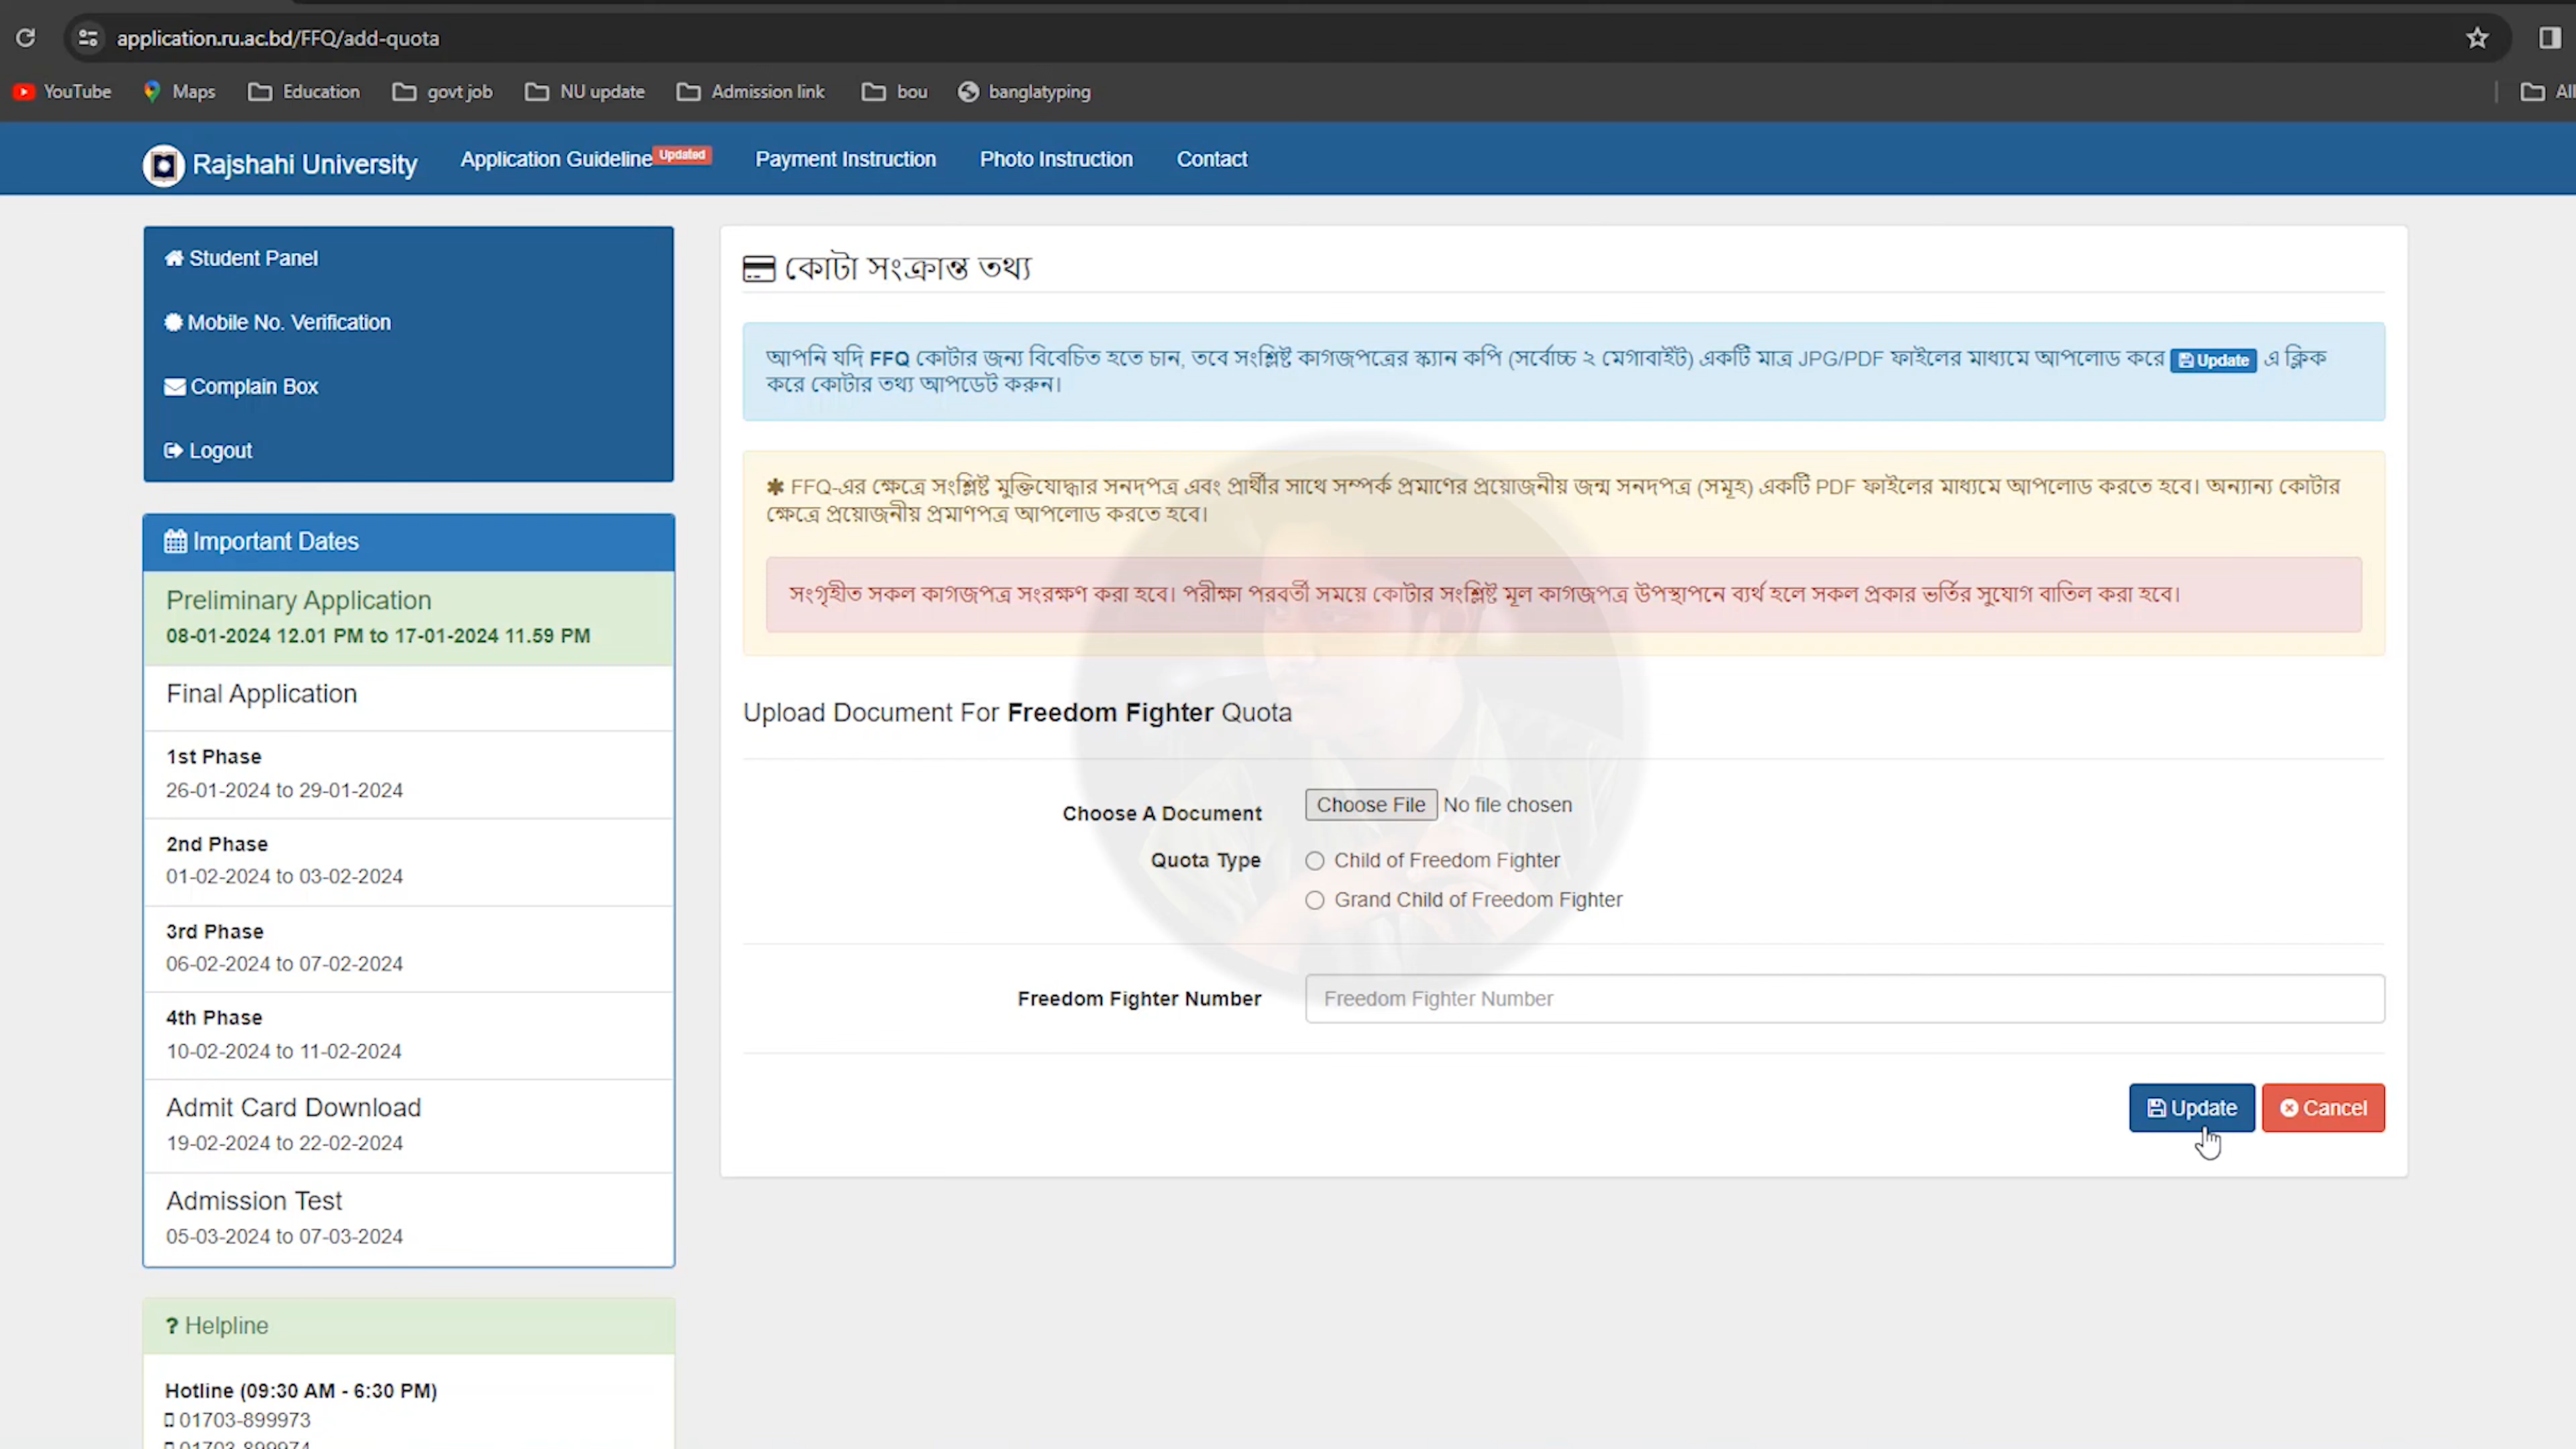 application.ru.ac.bd/FFQ/add-quota
YouTube Maps Education govt job NU update Admission link bou banglatyping All
Rajshahi University Application Guideline Updated Payment Instruction Photo Instruction Contact
Student Panel
Mobile No. Verification
Complain Box
Logout
Important Dates
Preliminary Application
08-01-2024 12.01 PM to 17-01-2024 11.59 PM
Final Application
1st Phase
26-01-2024 to 29-01-2024
2nd Phase
01-02-2024 to 03-02-2024
3rd Phase
06-02-2024 to 07-02-2024
4th Phase
10-02-2024 to 11-02-2024
Admit Card Download
19-02-2024 to 22-02-2024
Admission Test
05-03-2024 to 07-03-2024
? Helpline
Hotline (09:30 AM - 6:30 PM)
01703-899973
01703-899974
কোটা সংক্রান্ত তথ্য
আপনি যদি FFQ কোটার জন্য বিবেচিত হতে চান, তবে সংশ্লিষ্ট কাগজপত্রের স্ক্যান কপি (সর্বোচ্চ ২ মেগাবাইট) একটি মাত্র JPG/PDF ফাইলের মাধ্যমে আপলোড করে Update এ ক্লিক
করে কোটার তথ্য আপডেট করুন।
✱ FFQ-এর ক্ষেত্রে সংশ্লিষ্ট মুক্তিযোদ্ধার সনদপত্র এবং প্রার্থীর সাথে সম্পর্ক প্রমাণের প্রয়োজনীয় জন্ম সনদপত্র (সমূহ) একটি PDF ফাইলের মাধ্যমে আপলোড করতে হবে। অন্যান্য কোটার
ক্ষেত্রে প্রয়োজনীয় প্রমাণপত্র আপলোড করতে হবে।
সংগৃহীত সকল কাগজপত্র সংরক্ষণ করা হবে। পরীক্ষা পরবর্তী সময়ে কোটার সংশ্লিষ্ট মূল কাগজপত্র উপস্থাপনে ব্যর্থ হলে সকল প্রকার ভর্তির সুযোগ বাতিল করা হবে।
Upload Document For Freedom Fighter Quota
Choose A Document Choose File No file chosen
Quota Type Child of Freedom Fighter
Grand Child of Freedom Fighter
Freedom Fighter Number Freedom Fighter Number
Update Cancel